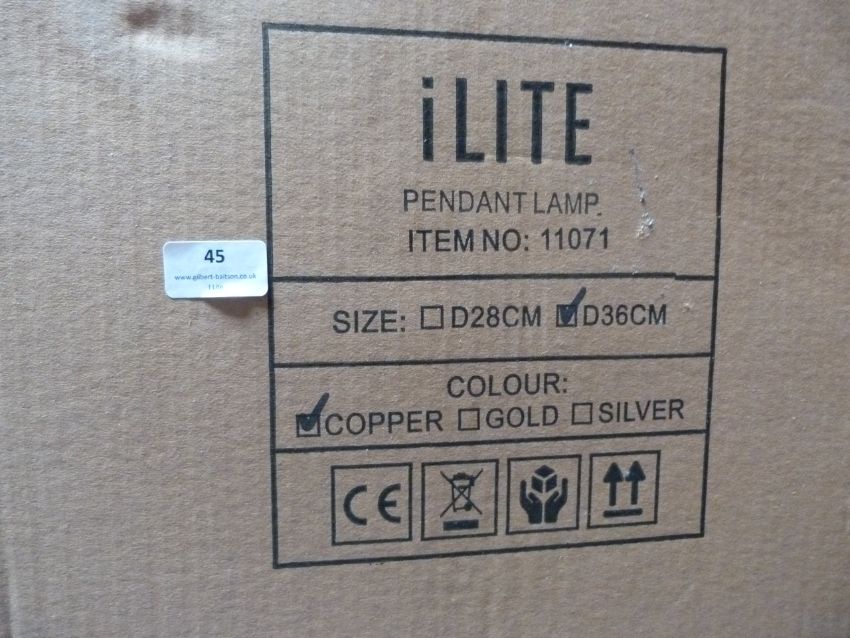 iLITE
PENDANT LAMP.
ITEM NO: 11071
45
www.gilbert-baitson.co.uk
SIZE: D28CM D36CM
COLOUR:
COPPER GOLD SILVER
CE